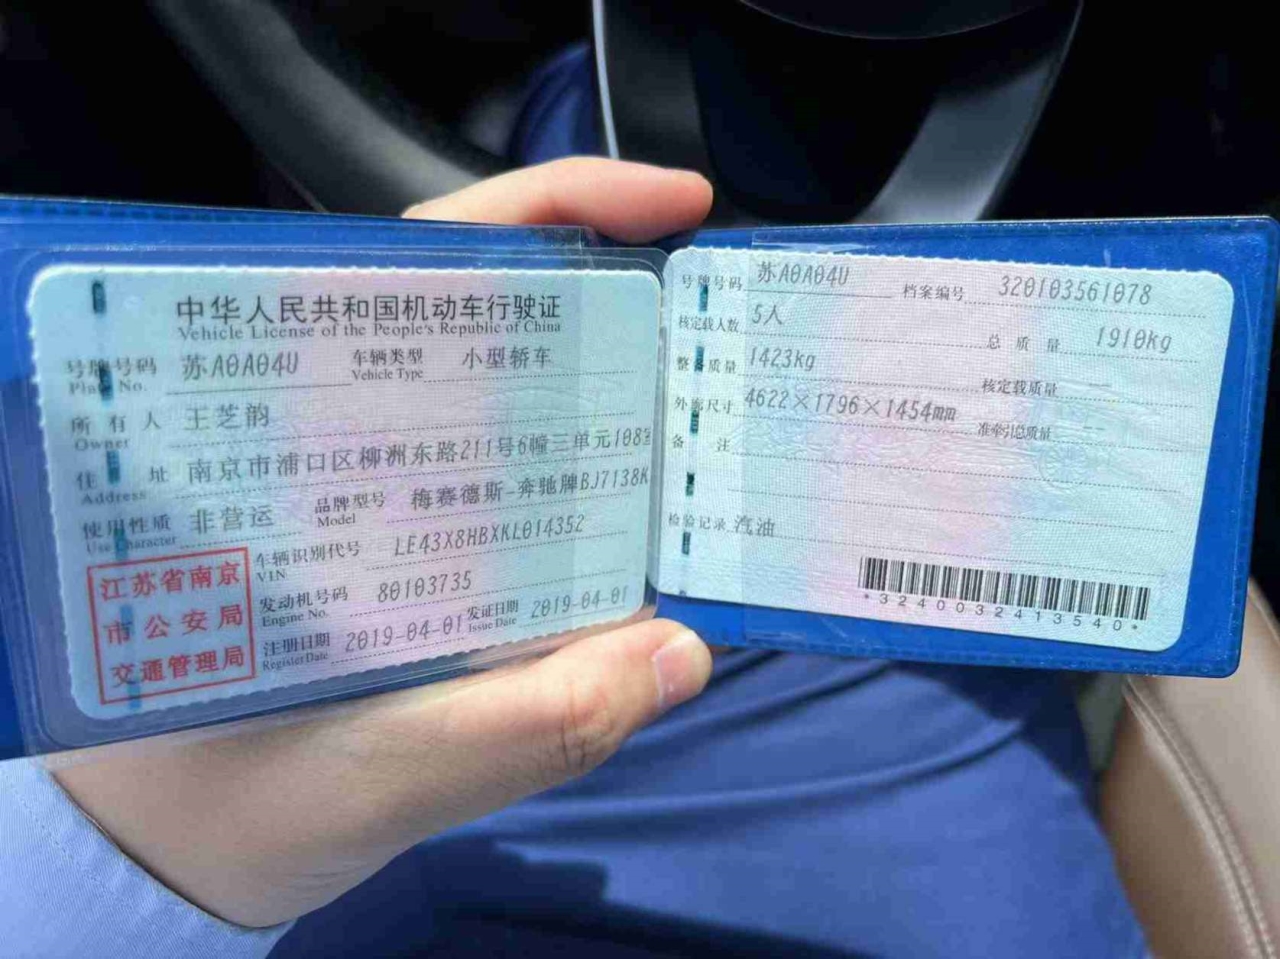 中华人民共和国机动车行驶证
Vehicle License of the People's Republic of China
号牌号码 苏A0A04U 车辆类型 小型轿车
Plate No. Vehicle Type
所有人 王芝韵
Owner
住址 南京市浦口区柳洲东路211号6幢三单元108室
Address
使用性质 非营运 品牌型号 梅赛德斯-奔驰牌BJ7138K
Use Character Model
车辆识别代号 LE43X8HBXKL014352
VIN
发动机号码 80103735
Engine No.
注册日期 2019-04-01 发证日期 2019-04-01
Register Date Issue Date
江苏省南京
市公安局
交通管理局
号牌号码 苏A0A04U 档案编号 320103561078
核定载人数 5人 总质量 1910kg
整备质量 1423kg 核定载质量 --
外廓尺寸 4622×1796×1454mm 准牵引总质量 --
备注
检验记录 汽油
*3240032413540*